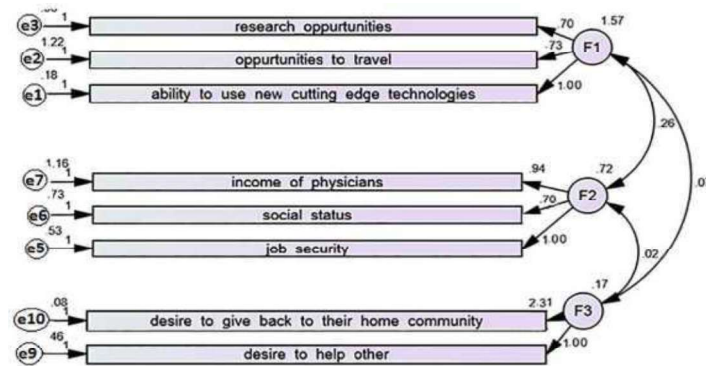 e3 1 research oppurtunities .70 1.57
F1
1.22
e2 1 oppurtunities to travel .73
.18
e1 1 ability to use new cutting edge technologies 1.00
.26
1.16
e7 1 income of physicians .94 .72
F2
.73
e6 1 social status .70
.53
e5 1 job security 1.00
.02
.17
.08
e10 1 desire to give back to their home community 2.31
F3
.46
e9 1 desire to help other 1.00